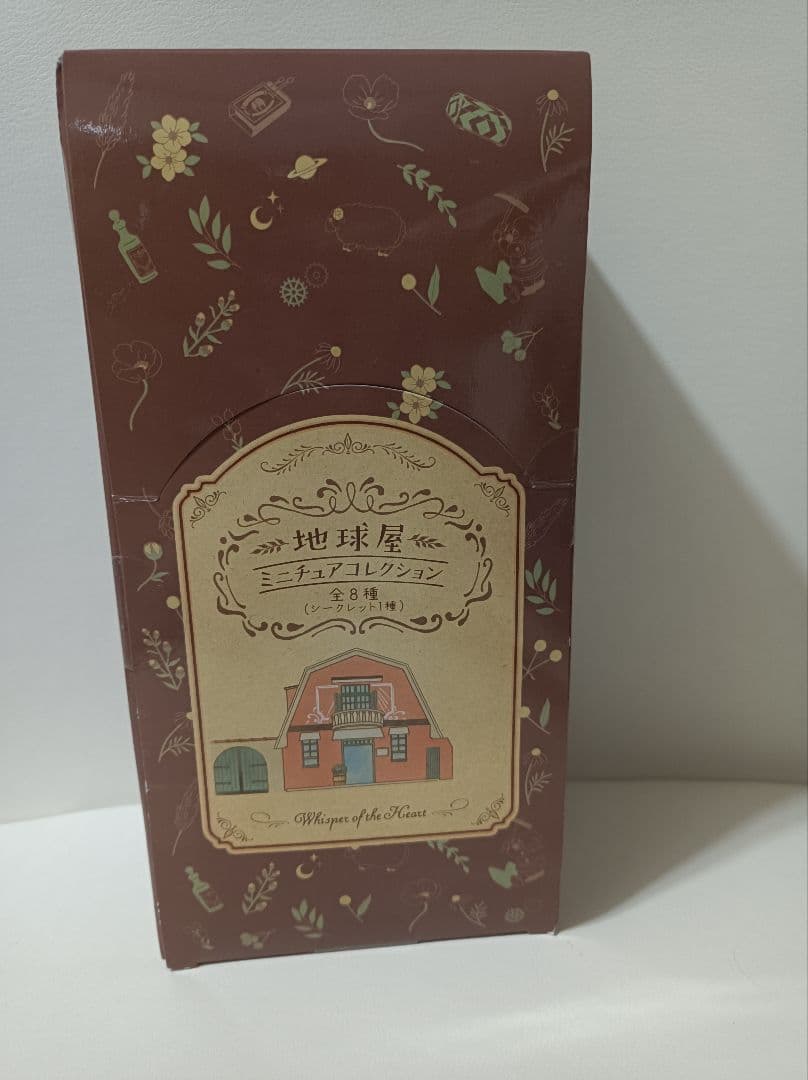 地球屋
ミニチュアコレクション
全8種
(シークレット1種)
Whisper of the Heart